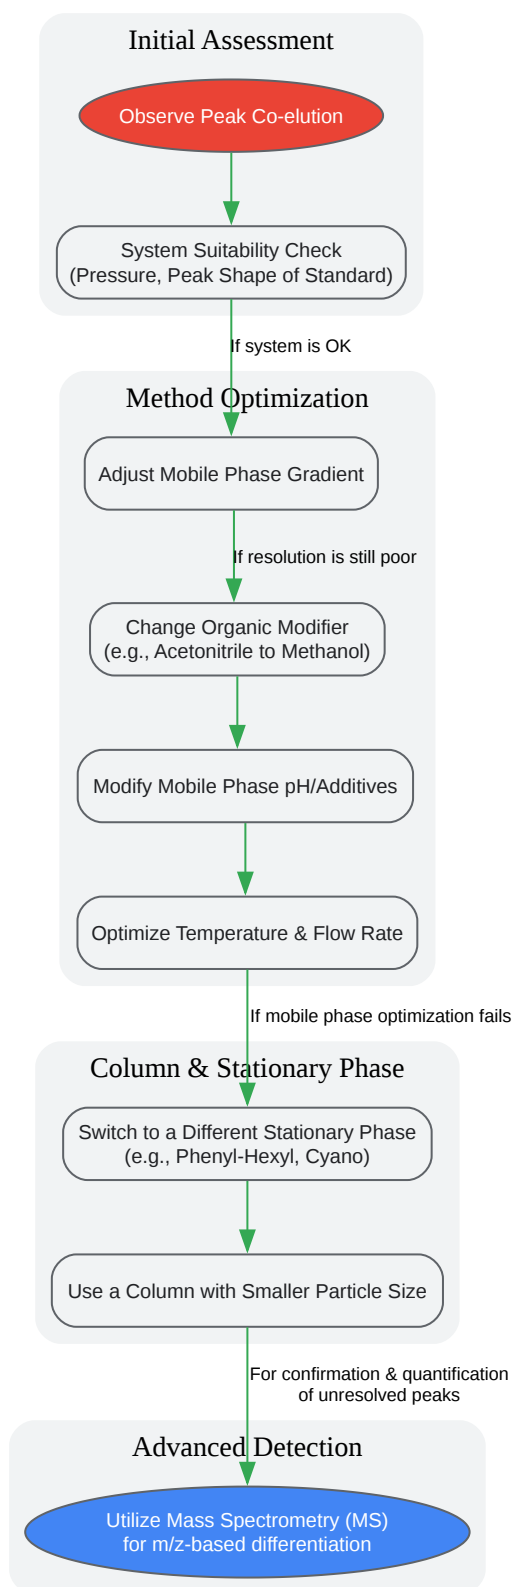 Initial Assessment
Observe Peak Co-elution
System Suitability Check
(Pressure, Peak Shape of Standard)
If system is OK
Method Optimization
Adjust Mobile Phase Gradient
If resolution is still poor
Change Organic Modifier
(e.g., Acetonitrile to Methanol)
Modify Mobile Phase pH/Additives
Optimize Temperature & Flow Rate
If mobile phase optimization fails
Column & Stationary Phase
Switch to a Different Stationary Phase
(e.g., Phenyl-Hexyl, Cyano)
Use a Column with Smaller Particle Size
For confirmation & quantification
of unresolved peaks
Advanced Detection
Utilize Mass Spectrometry (MS)
for m/z-based differentiation